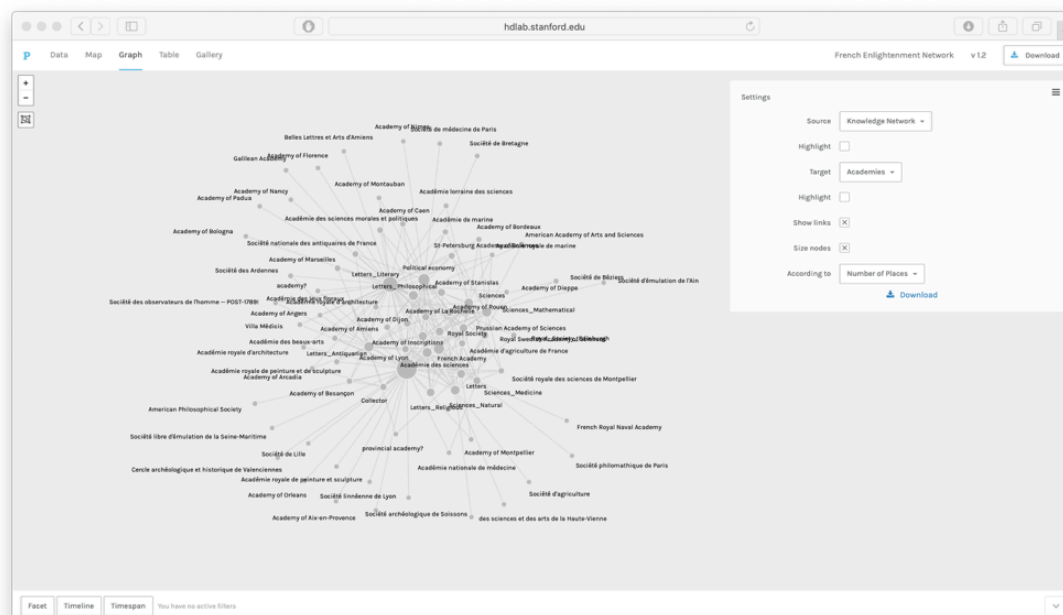 hdlab.stanford.edu
P Data Map Graph Table Gallery French Enlightenment Network v 1.2 Download
+
−
Settings
Source Knowledge Network
Highlight
Target Academies
Highlight
Show links
Size nodes
According to Number of Places
Download
Academy of Nîmes
Société de médecine de Paris
Belles Lettres et Arts d'Amiens
Société de Bretagne
Academy of Florence
Galilean Academy
Academy of Montauban
Academy of Nancy
Académie lorraine des sciences
Academy of Padua
Academy of Caen
Académie des sciences morales et politiques
Académie de marine
Academy of Bordeaux
Academy of Bologna
American Academy of Arts and Sciences
Société nationale des antiquaires de France
St-Petersburg Academy of Sciences
Academy of Marseilles
Political economy
Société des Ardennes
Letters_Literary
Société de Béziers
Société d'émulation de l'Ain
Academy of Stanislas
academy?
Letters_Philosophical
Academy of Dieppe
Sciences
Académie des jeux floraux
Société des observateurs de l'homme — POST-1789!
Académie royale d'architecture
Academy of Rouen
Academy of La Rochelle
Sciences_Mathematical
Academy of Angers
Academy of Dijon
Villa Médicis
Academy of Amiens
Prussian Academy of Sciences
Royal Society
Académie des beaux-arts
Academy of Inscriptions
Académie royale d'architecture
Letters_Antiquarian
Académie d'agriculture de France
Academy of Lyon
French Academy
Académie des sciences
Académie royale de peinture et sculpture
Academy of Arcadia
Société royale des sciences de Montpellier
Letters
Academy of Besançon
Sciences_Medicine
Collector
American Philosophical Society
Letters_Religious
Sciences_Natural
French Royal Naval Academy
Société libre d'émulation de la Seine-Maritime
provincial academy?
Société de Lille
Academy of Montpellier
Société philomathique de Paris
Cercle archéologique et historique de Valenciennes
Académie nationale de médecine
Académie royale de peinture et sculpture
Academy of Orleans
Société linnéenne de Lyon
Société d'agriculture
Academy of Aix-en-Provence
Société archéologique de Soissons
des sciences et des arts de la Haute-Vienne
Facet Timeline Timespan You have no active filters